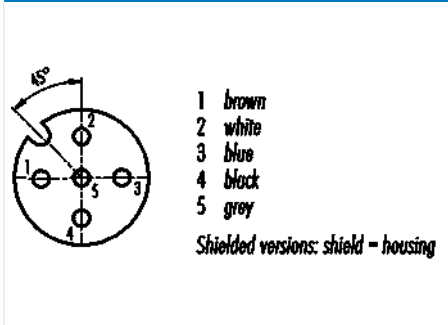 45°
2
1
5
3
4
1 brown
2 white
3 blue
4 black
5 grey
Shielded versions: shield = housing